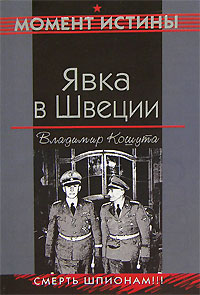 МОМЕНТ ИСТИНЫ
Явка
в Швеции
Владимир Кошута
СМЕРТЬ ШПИОНАМ!!!